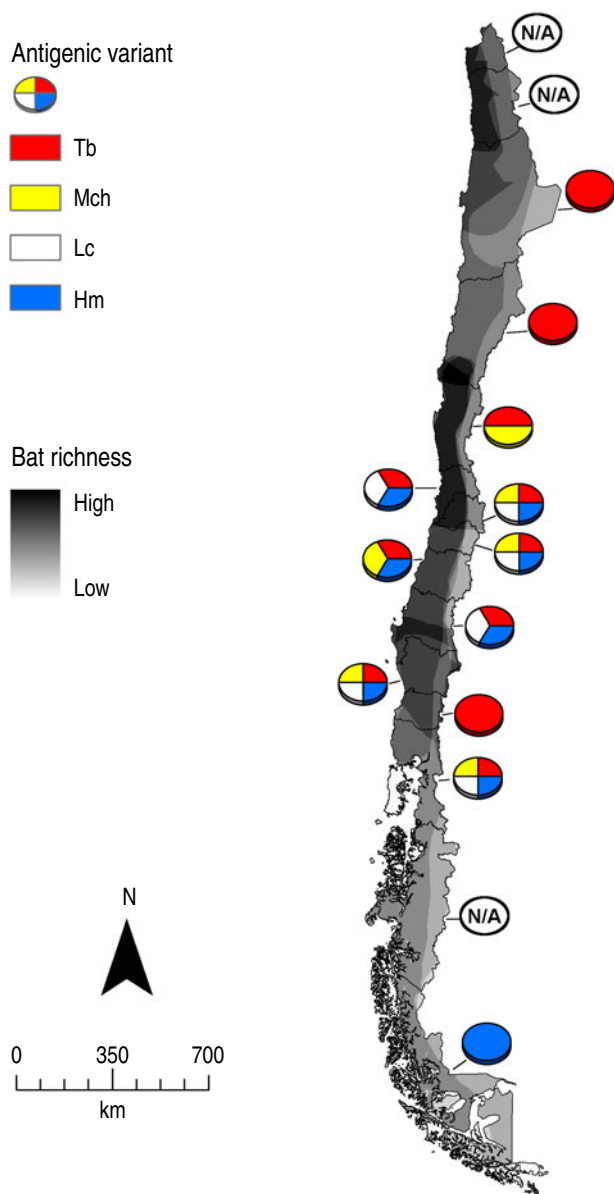 Antigenic variant
Tb
Mch
Lc
Hm
Bat richness
High
Low
N
0 350 700
km
N/A
N/A
N/A